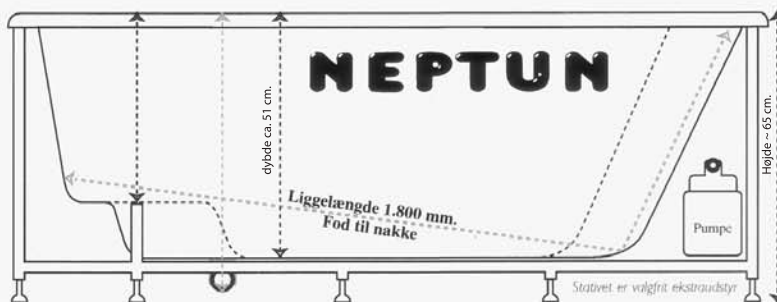 NEPTUN
dybde ca. 51 cm.
Højde ~ 65 cm.
Liggelængde 1.800 mm.
Fod til nakke
Pumpe
Stativet er valgfrit ekstraudstyr